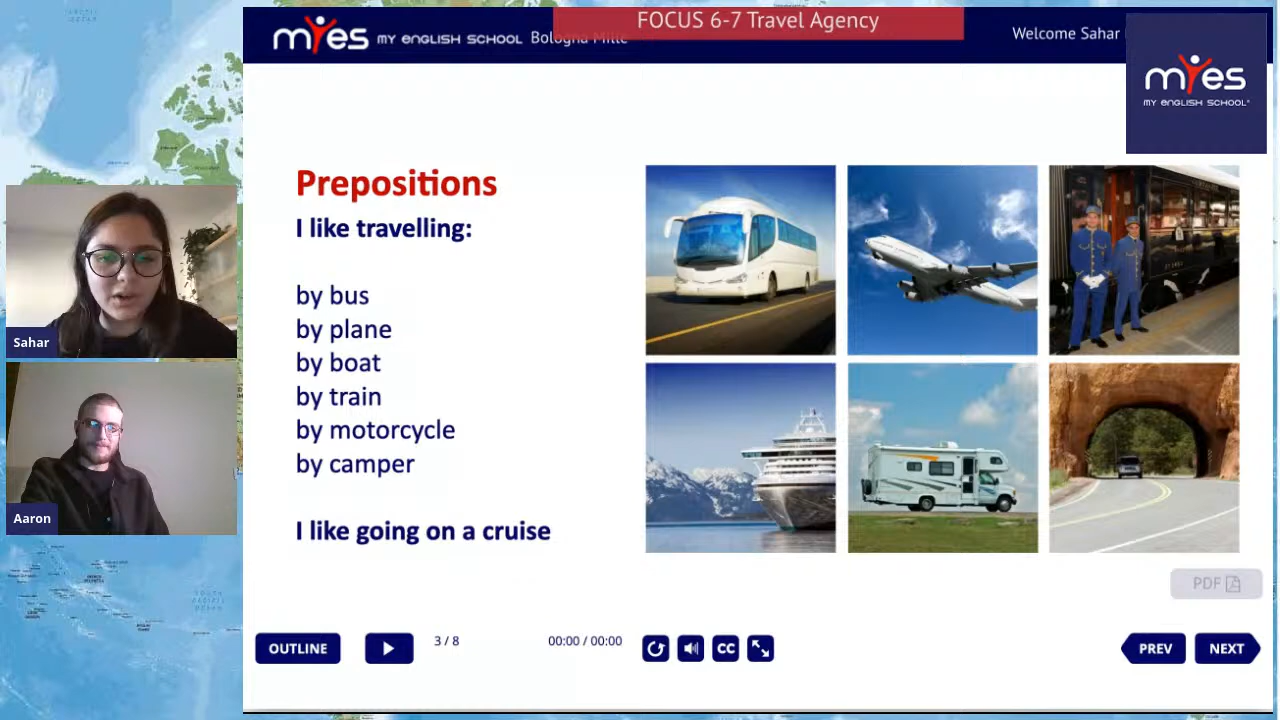 FOCUS 6-7 Travel Agency
myes MY ENGLISH SCHOOL Bologna Mille
Welcome Sahar
myes
MY ENGLISH SCHOOL
Prepositions
I like travelling:
by bus
by plane
by boat
by train
by motorcycle
by camper
I like going on a cruise
Sahar
Aaron
PDF
OUTLINE
3 / 8
00:00 / 00:00
CC
PREV
NEXT